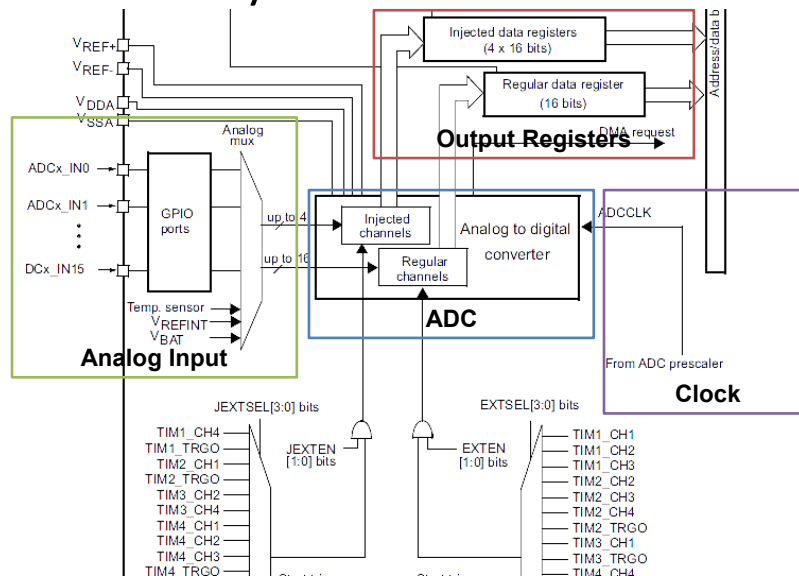 Injected data registers
(4 x 16 bits)
Regular data register
(16 bits)
Address/data b
Output Registers
DMA request
VREF+
VREF-
VDDA
VSSA
Analog
mux
ADCx_IN0
ADCx_IN1
DCx_IN15
GPIO
ports
up to 4
up to 16
Injected
channels
Regular
channels
Analog to digital
converter
ADC
ADCCLK
Temp. sensor
VREFINT
VBAT
Analog Input
From ADC prescaler
Clock
JEXTSEL[3:0] bits
EXTSEL[3:0] bits
TIM1_CH4
TIM1_TRGO
TIM2_CH1
TIM2_TRGO
TIM3_CH2
TIM3_CH4
TIM4_CH1
TIM4_CH2
TIM4_CH3
TIM4_TRGO
JEXTEN
[1:0] bits
EXTEN
[1:0] bits
TIM1_CH1
TIM1_CH2
TIM1_CH3
TIM2_CH2
TIM2_CH3
TIM2_CH4
TIM2_TRGO
TIM3_CH1
TIM3_TRGO
TIM4_CH4